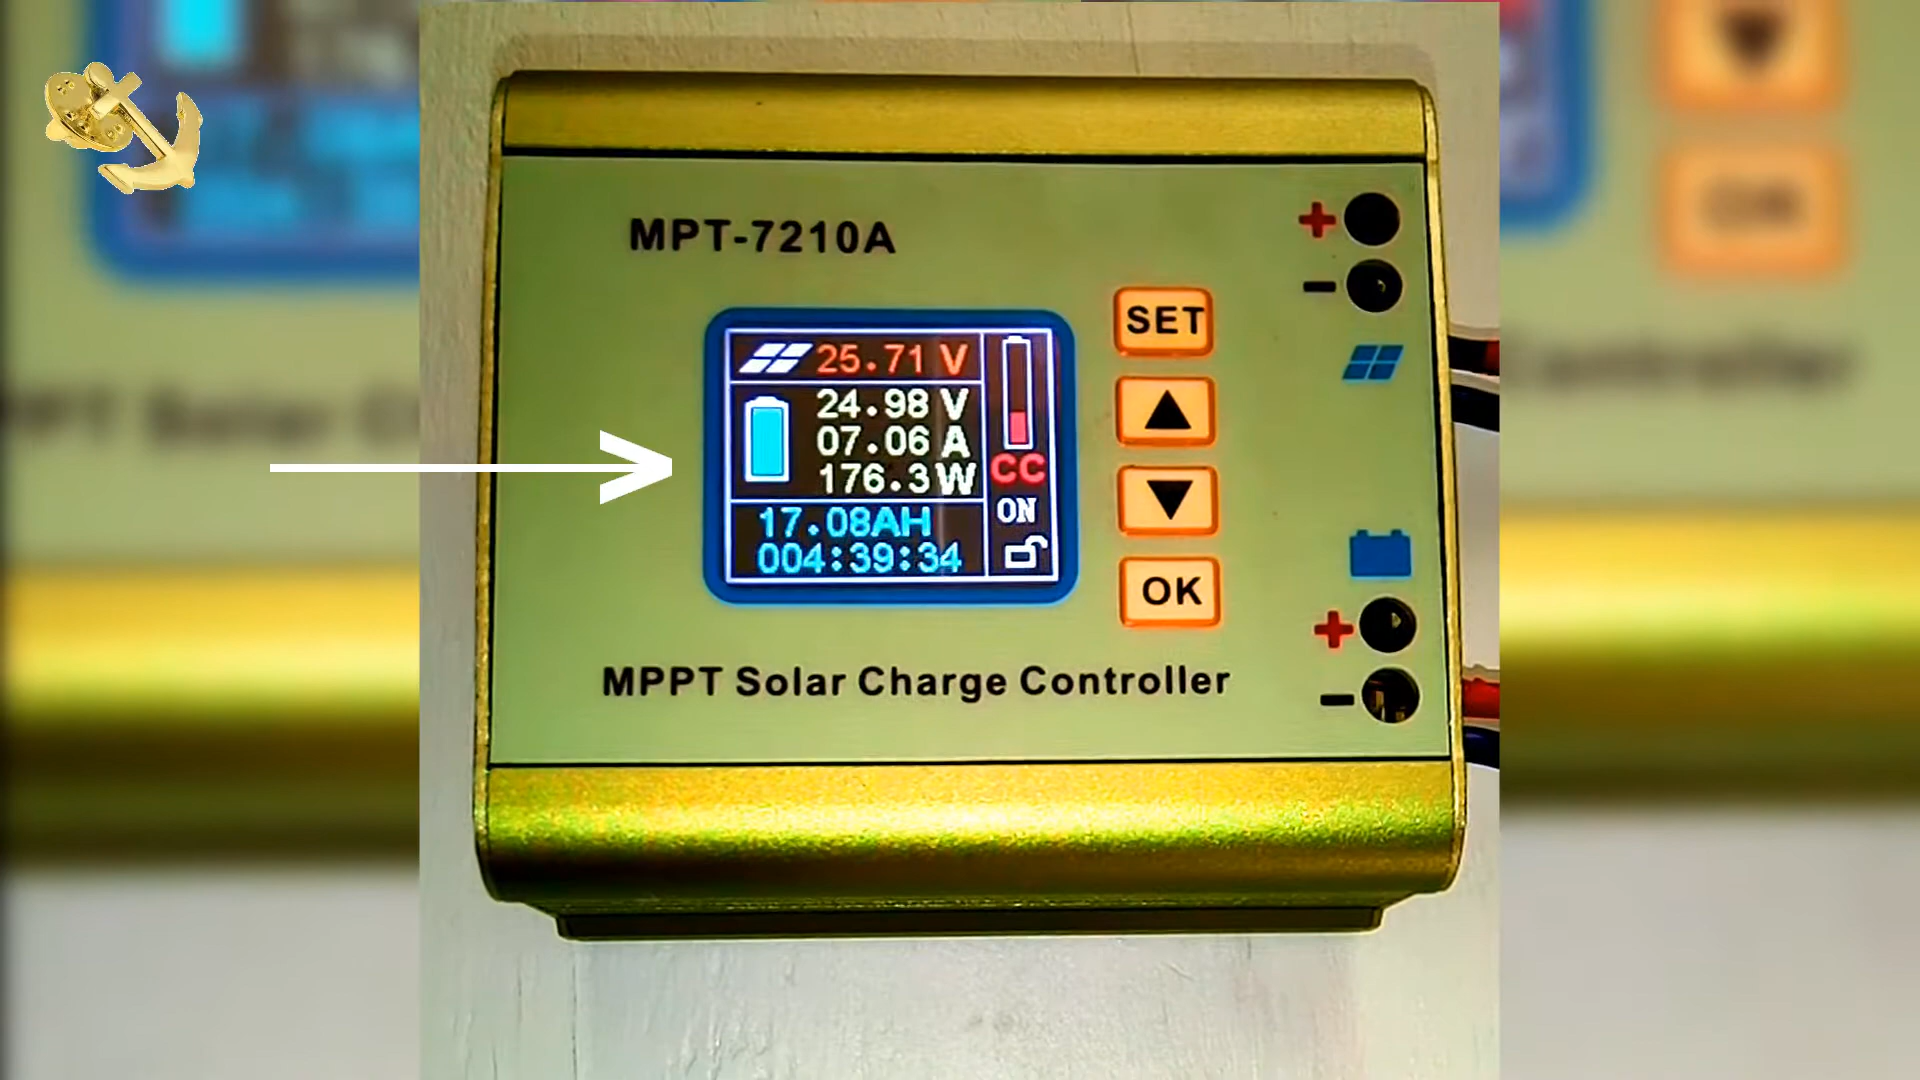 MPT-7210A
25.71 V
24.98 V
07.06 A
176.3 W
17.08AH
004:39:34
CC
ON
SET
OK
+
-
+
-
MPPT Solar Charge Controller